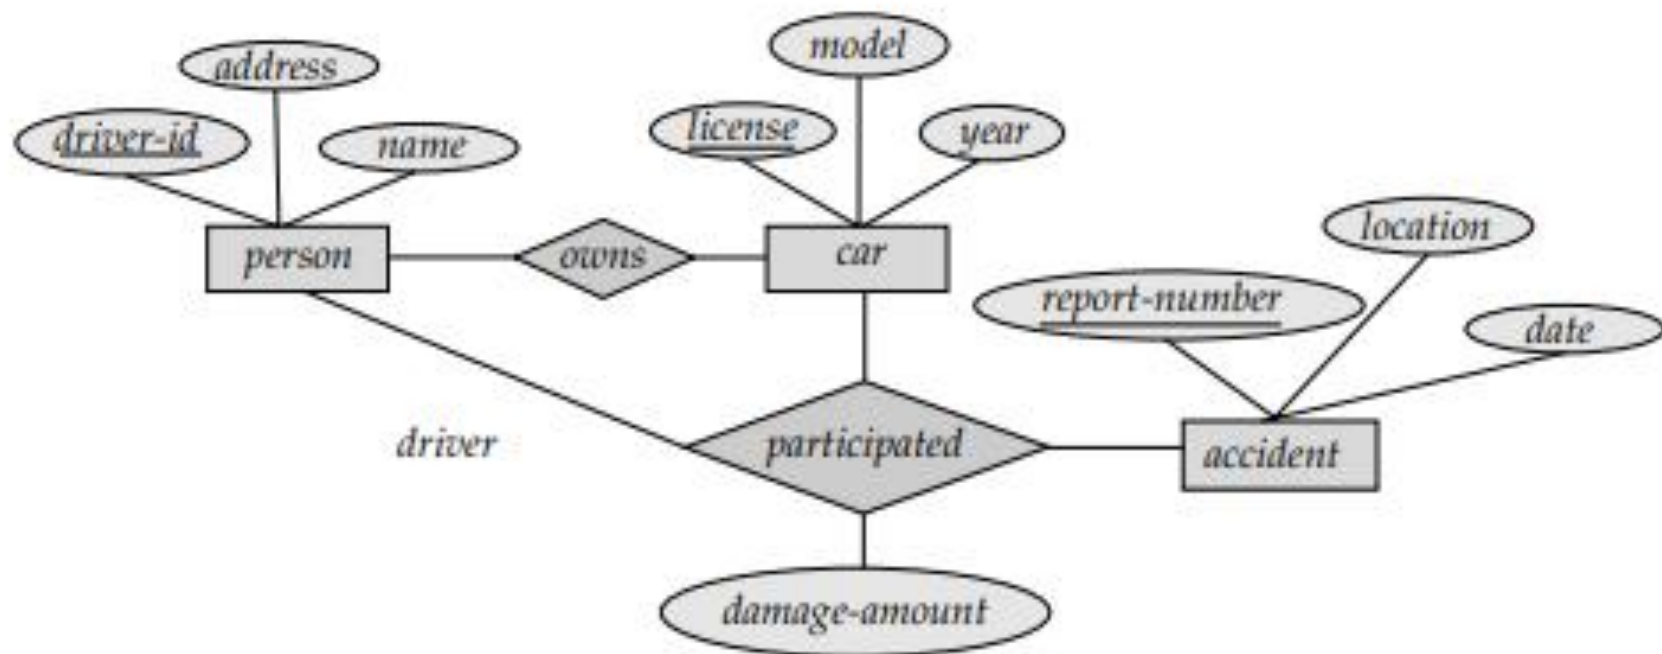 model
address
driver-id
name
license
year
location
person
owns
car
report-number
date
driver
participated
accident
damage-amount